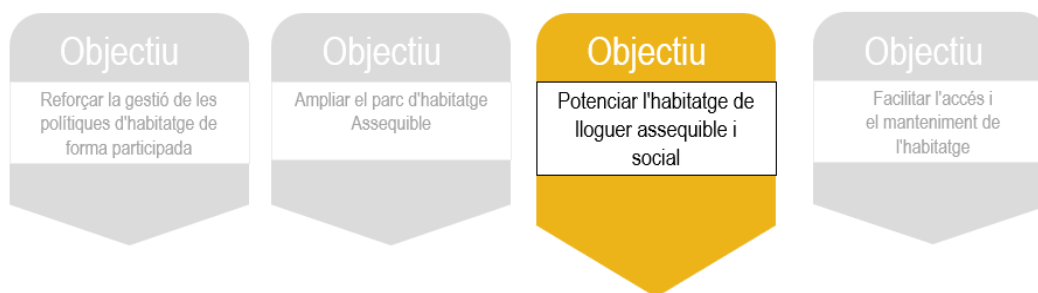 Objectiu
Reforçar la gestió de les
polítiques d'habitatge de
forma participada
Objectiu
Ampliar el parc d'habitatge
Assequible
Objectiu
Potenciar l'habitatge de
lloguer assequible i
social
Objectiu
Facilitar l'accés i
el manteniment de
l'habitatge